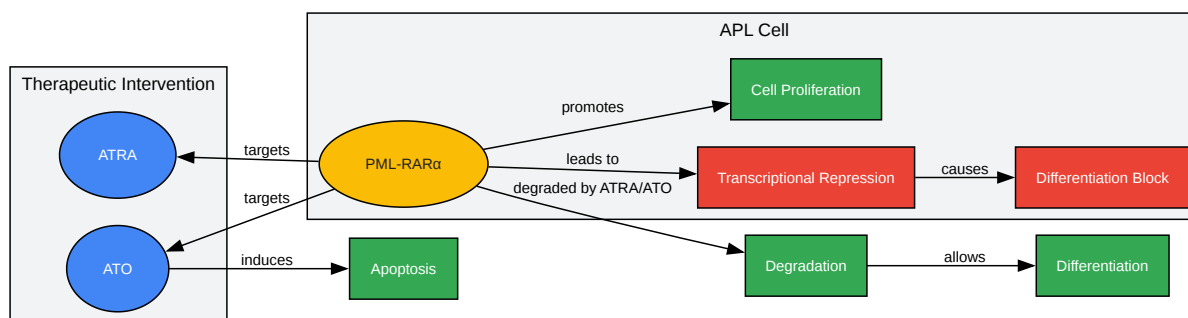 APL Cell
Therapeutic Intervention
Cell Proliferation
promotes
ATRA
targets
PML-RARα
leads to
Transcriptional Repression
causes
Differentiation Block
degraded by ATRA/ATO
targets
ATO
induces
Apoptosis
Degradation
allows
Differentiation